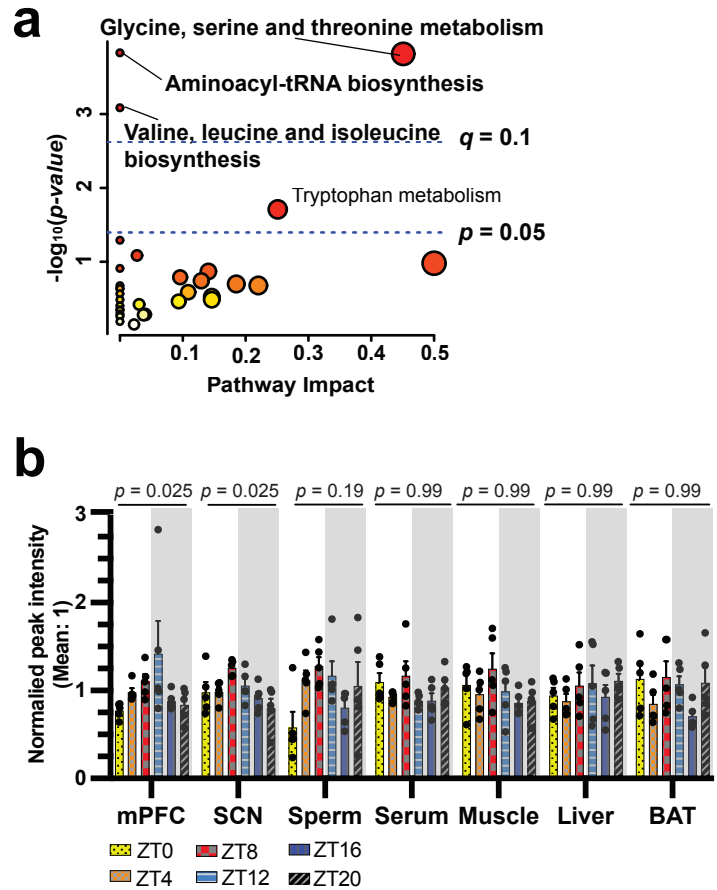 a
Glycine, serine and threonine metabolism
Aminoacyl-tRNA biosynthesis
3
Valine, leucine and isoleucine
biosynthesis
q = 0.1
2
Tryptophan metabolism
p = 0.05
1
-log₁₀(p-value)
0.1 0.2 0.3 0.4 0.5
Pathway Impact
b
p = 0.025 p = 0.025 p = 0.19 p = 0.99 p = 0.99 p = 0.99 p = 0.99
3
2
1
0
Normalied peak intensity
(Mean: 1)
mPFC SCN Sperm Serum Muscle Liver BAT
ZT0 ZT8 ZT16
ZT4 ZT12 ZT20